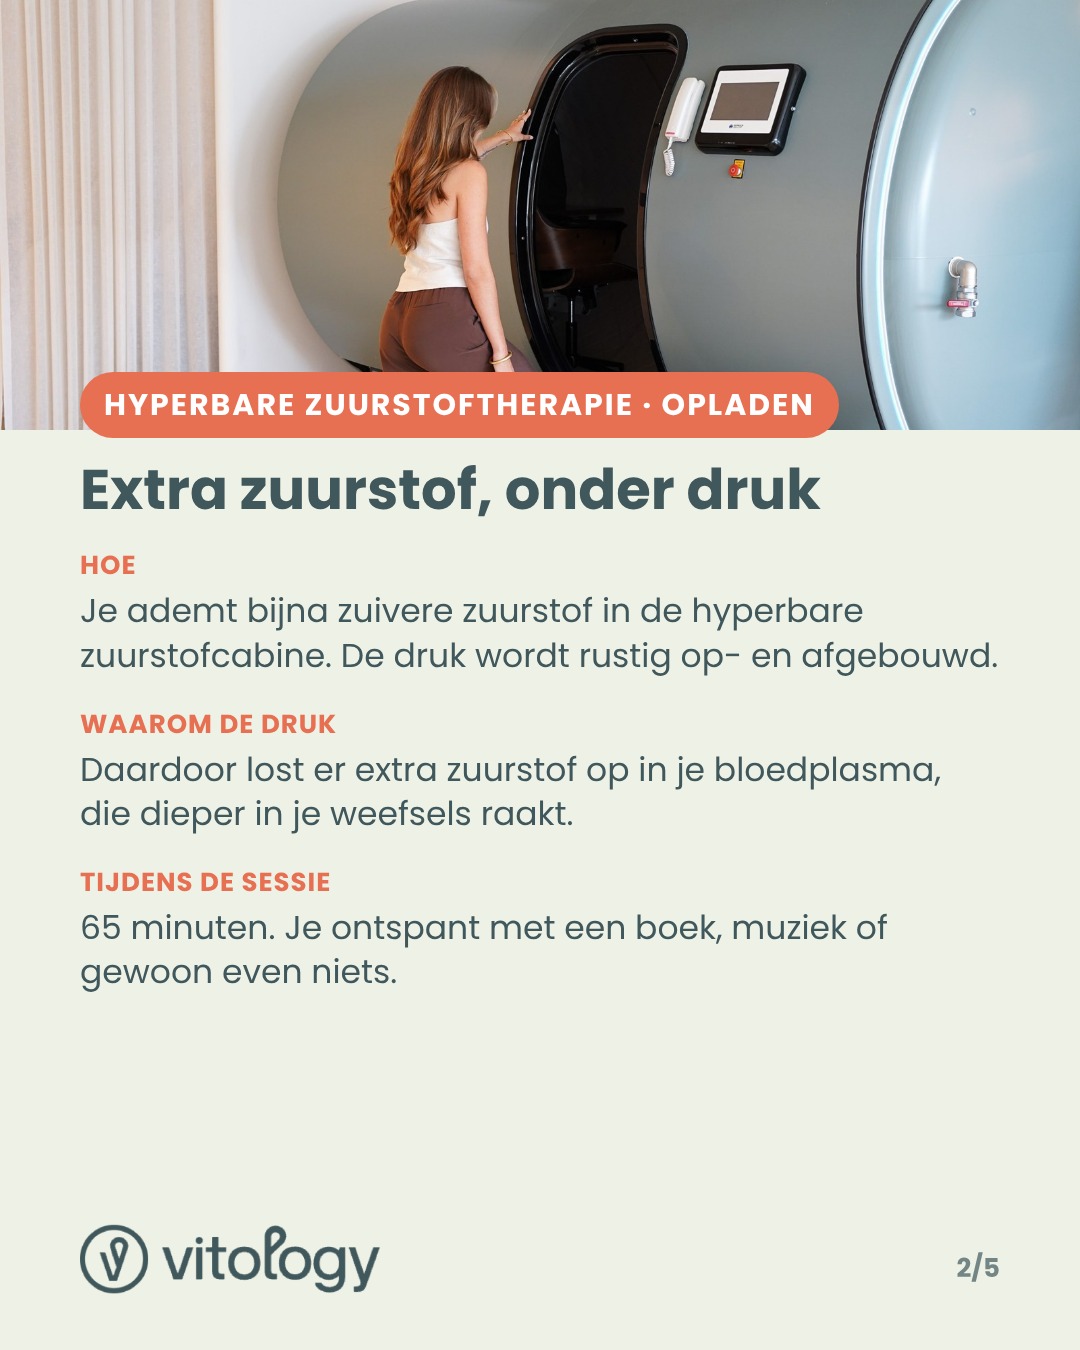 HYPERBARE ZUURSTOFTHERAPIE · OPLADEN
Extra zuurstof, onder druk
HOE
Je ademt bijna zuivere zuurstof in de hyperbare
zuurstofcabine. De druk wordt rustig op- en afgebouwd.
WAAROM DE DRUK
Daardoor lost er extra zuurstof op in je bloedplasma,
die dieper in je weefsels raakt.
TIJDENS DE SESSIE
65 minuten. Je ontspant met een boek, muziek of
gewoon even niets.
vitology
2/5